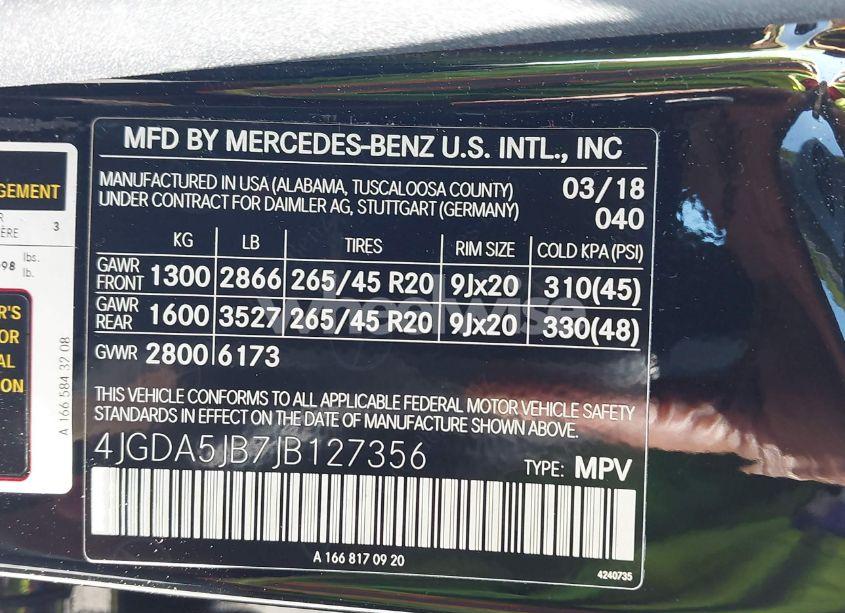 MFD BY MERCEDES-BENZ U.S. INTL., INC
MANUFACTURED IN USA (ALABAMA, TUSCALOOSA COUNTY) 03/18
UNDER CONTRACT FOR DAIMLER AG, STUTTGART (GERMANY) 040
KG LB TIRES RIM SIZE COLD KPA (PSI)
GAWR FRONT 1300 2866 265/45 R20 9Jx20 310(45)
GAWR REAR 1600 3527 265/45 R20 9Jx20 330(48)
GVWR 2800 6173
THIS VEHICLE CONFORMS TO ALL APPLICABLE FEDERAL MOTOR VEHICLE SAFETY
STANDARDS IN EFFECT ON THE DATE OF MANUFACTURE SHOWN ABOVE.
4JGDA5JB7JB127356
TYPE: MPV
A 166 817 09 20
4240735
3
lbs.
lb.
A 166 584 32 08
Wheelwise